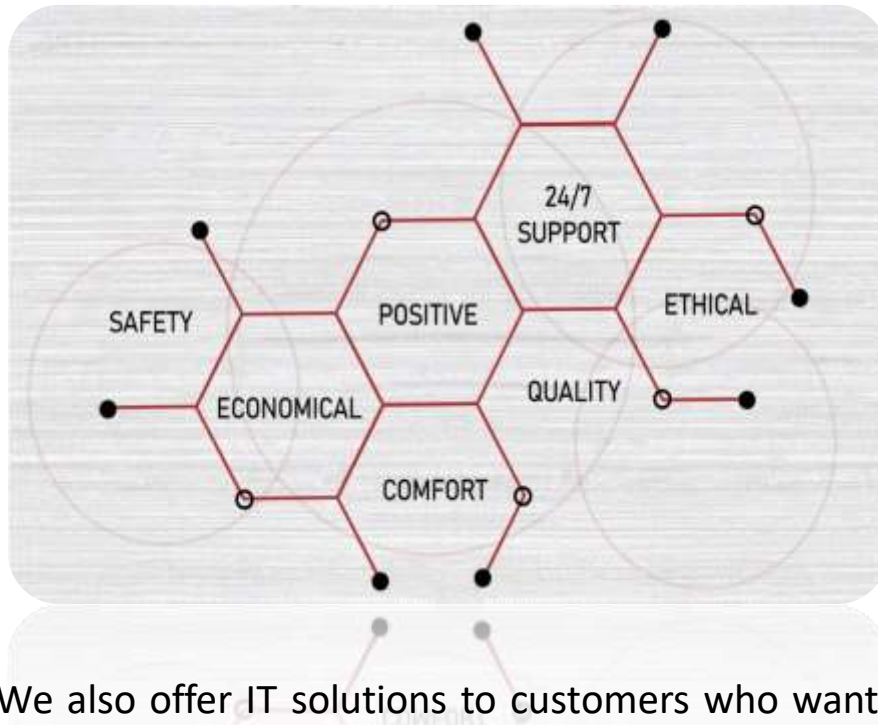 24/7
SUPPORT
SAFETY
POSITIVE
ETHICAL
ECONOMICAL
QUALITY
COMFORT
We also offer IT solutions to customers who want